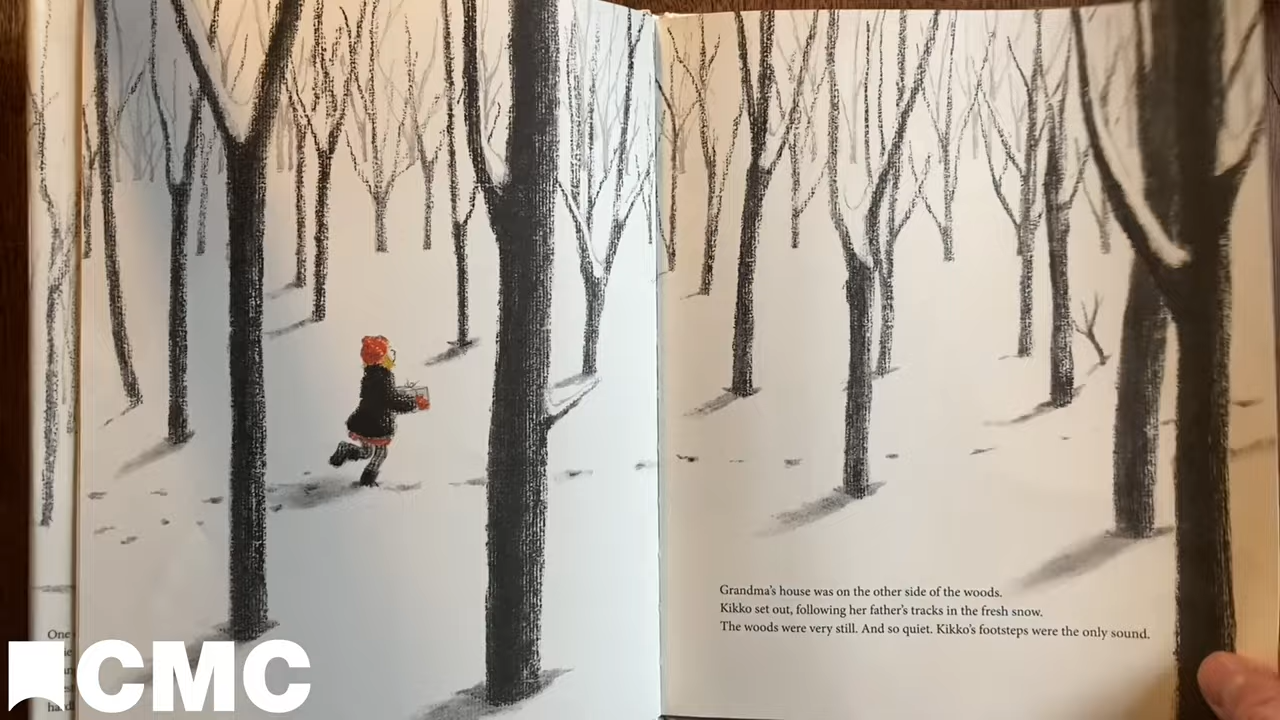 One
Grandma's house was on the other side of the woods.
Kikko set out, following her father's tracks in the fresh snow.
The woods were very still. And so quiet. Kikko's footsteps were the only sound.
CMC